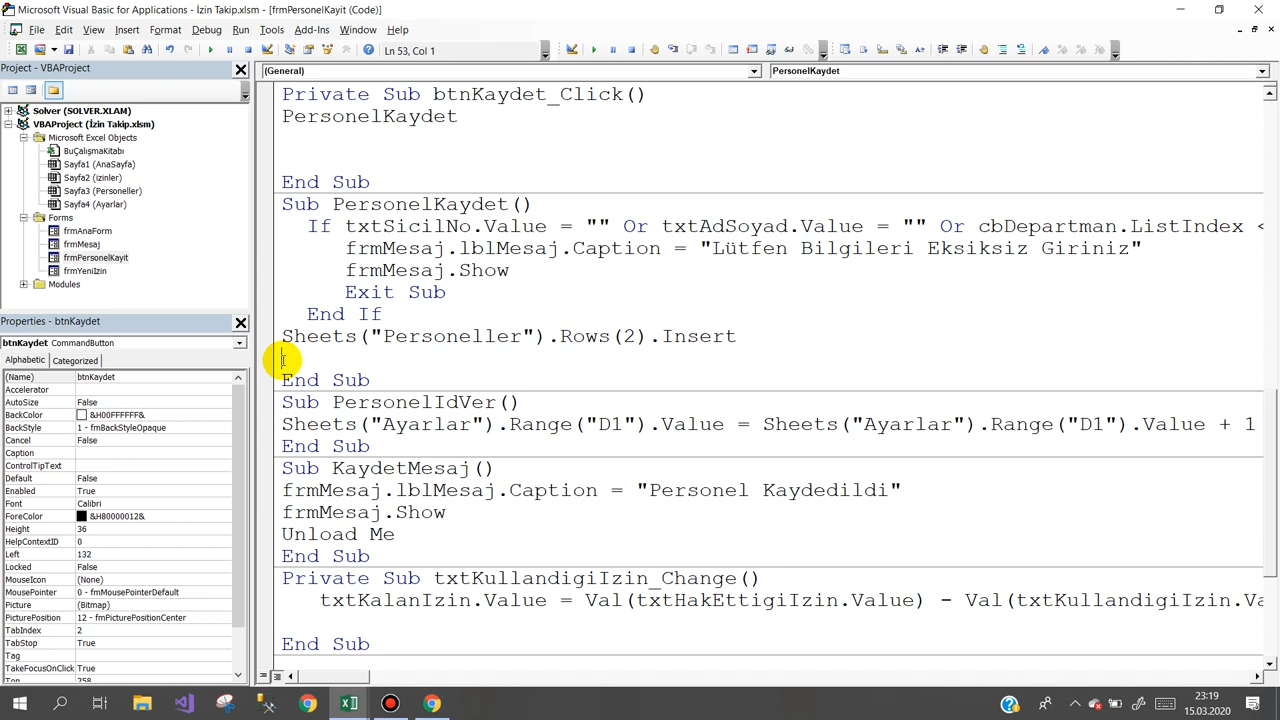 Microsoft Visual Basic for Applications - İzin Takip.xlsm - [frmPersonelKayit (Code)]
File Edit View Insert Format Debug Run Tools Add-Ins Window Help
Ln 53, Col 1
Project - VBAProject
(General) PersonelKaydet
Solver (SOLVER.XLAM)
VBAProject (İzin Takip.xlsm)
Microsoft Excel Objects
BuÇalışmaKitabı
Sayfa1 (AnaSayfa)
Sayfa2 (izinler)
Sayfa3 (Personeller)
Sayfa4 (Ayarlar)
Forms
frmAnaForm
frmMesaj
frmPersonelKayit
frmYeniIzin
Modules
Properties - btnKaydet
btnKaydet CommandButton
Alphabetic Categorized
(Name) btnKaydet
Accelerator
AutoSize False
BackColor &H00FFFFFF&
BackStyle 1 - fmBackStyleOpaque
Cancel False
Caption
ControlTipText
Default False
Enabled True
Font Calibri
ForeColor &H80000012&
Height 36
HelpContextID 0
Left 132
Locked False
MouseIcon (None)
MousePointer 0 - fmMousePointerDefault
Picture (Bitmap)
PicturePosition 12 - fmPicturePositionCenter
TabIndex 2
TabStop True
Tag
TakeFocusOnClick True
Top 258
Private Sub btnKaydet_Click()
PersonelKaydet
End Sub
Sub PersonelKaydet()
If txtSicilNo.Value = "" Or txtAdSoyad.Value = "" Or cbDepartman.ListIndex <
frmMesaj.lblMesaj.Caption = "Lütfen Bilgileri Eksiksiz Giriniz"
frmMesaj.Show
Exit Sub
End If
Sheets("Personeller").Rows(2).Insert
End Sub
Sub PersonelIdVer()
Sheets("Ayarlar").Range("D1").Value = Sheets("Ayarlar").Range("D1").Value + 1
End Sub
Sub KaydetMesaj()
frmMesaj.lblMesaj.Caption = "Personel Kaydedildi"
frmMesaj.Show
Unload Me
End Sub
Private Sub txtKullandigiIzin_Change()
txtKalanIzin.Value = Val(txtHakEttigiIzin.Value) - Val(txtKullandigiIzin.Va
End Sub
23:19
15.03.2020